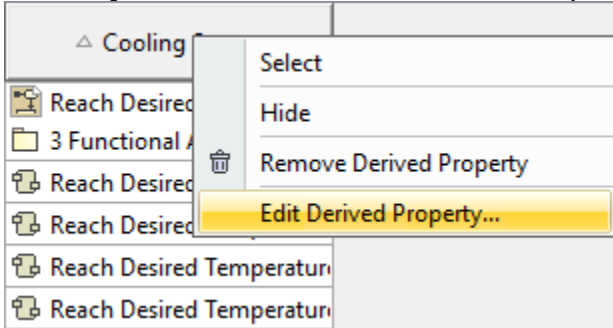 Cooling
Select
Reach Desired
Hide
3 Functional
Remove Derived Property
Reach Desired
Edit Derived Property...
Reach Desired
Reach Desired Temperature
Reach Desired Temperature